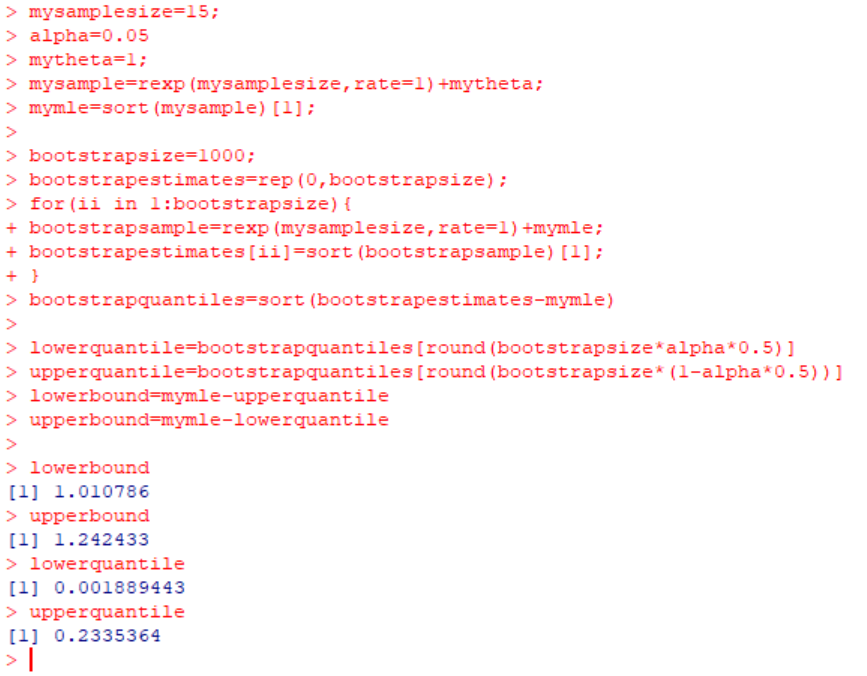 > mysamplesize=15;
> alpha=0.05
> mytheta=1;
> mysample=rexp(mysamplesize,rate=1)+mytheta;
> mymle=sort(mysample)[1];
>
> bootstrapsize=1000;
> bootstrapestimates=rep(0,bootstrapsize);
> for(ii in 1:bootstrapsize){
+ bootstrapsample=rexp(mysamplesize,rate=1)+mymle;
+ bootstrapestimates[ii]=sort(bootstrapsample)[1];
+ }
> bootstrapquantiles=sort(bootstrapestimates-mymle)
>
> lowerquantile=bootstrapquantiles[round(bootstrapsize*alpha*0.5)]
> upperquantile=bootstrapquantiles[round(bootstrapsize*(1-alpha*0.5))]
> lowerbound=mymle-upperquantile
> upperbound=mymle-lowerquantile
>
> lowerbound
[1] 1.010786
> upperbound
[1] 1.242433
> lowerquantile
[1] 0.001889443
> upperquantile
[1] 0.2335364
>